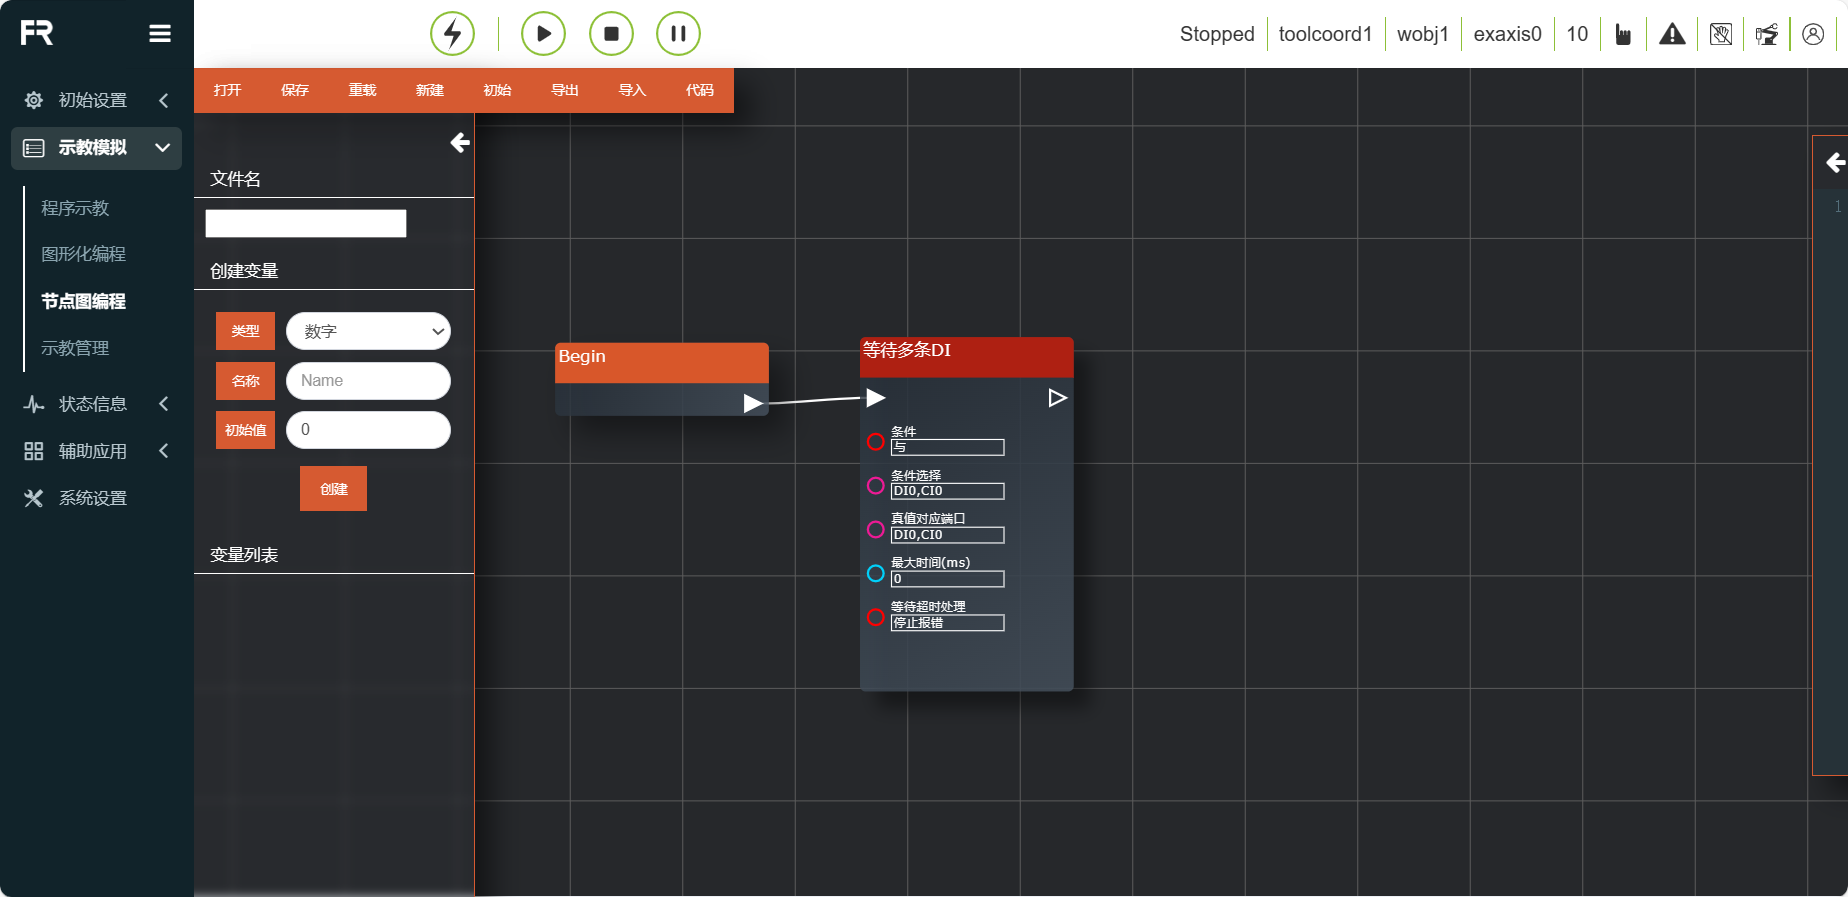 FR
Stopped toolcoord1 wobj1 exaxis0 10
打开 保存 重载 新建 初始 导出 导入 代码
初始设置
示教模拟
程序示教
图形化编程
节点图编程
示教管理
状态信息
辅助应用
系统设置
文件名
创建变量
类型 数字
名称 Name
初始值 0
创建
变量列表
Begin
等待多条DI
条件
与
条件选择
DI0,CI0
真值对应端口
DI0,CI0
最大时间(ms)
0
等待超时处理
停止报错
1